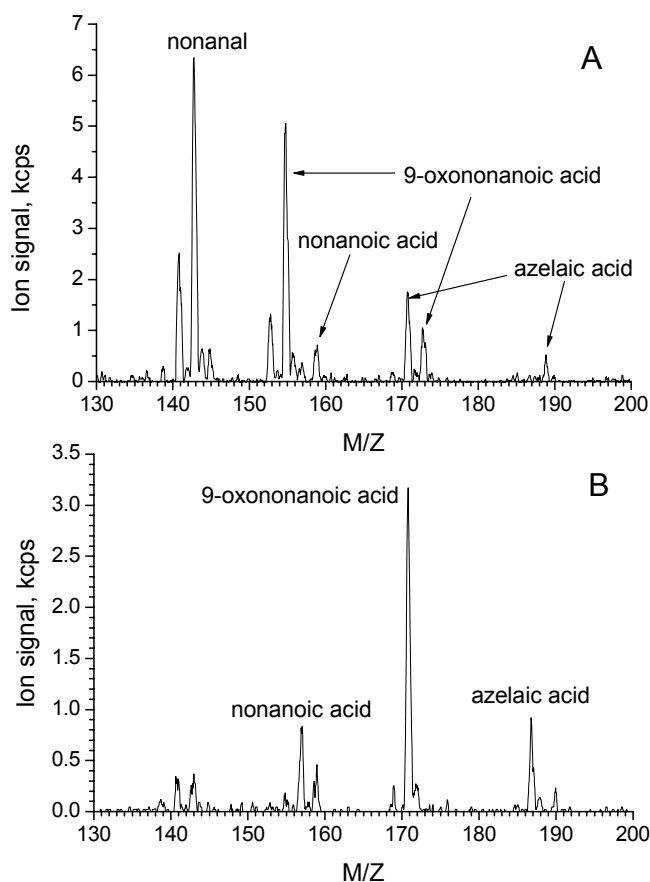 A
nonanal
9-oxononanoic acid
nonanoic acid
azelaic acid
Ion signal, kcps
7
6
5
4
3
2
1
0
130 140 150 160 170 180 190 200
M/Z
B
9-oxononanoic acid
nonanoic acid
azelaic acid
Ion signal, kcps
3.5
3.0
2.5
2.0
1.5
1.0
0.5
0.0
130 140 150 160 170 180 190 200
M/Z